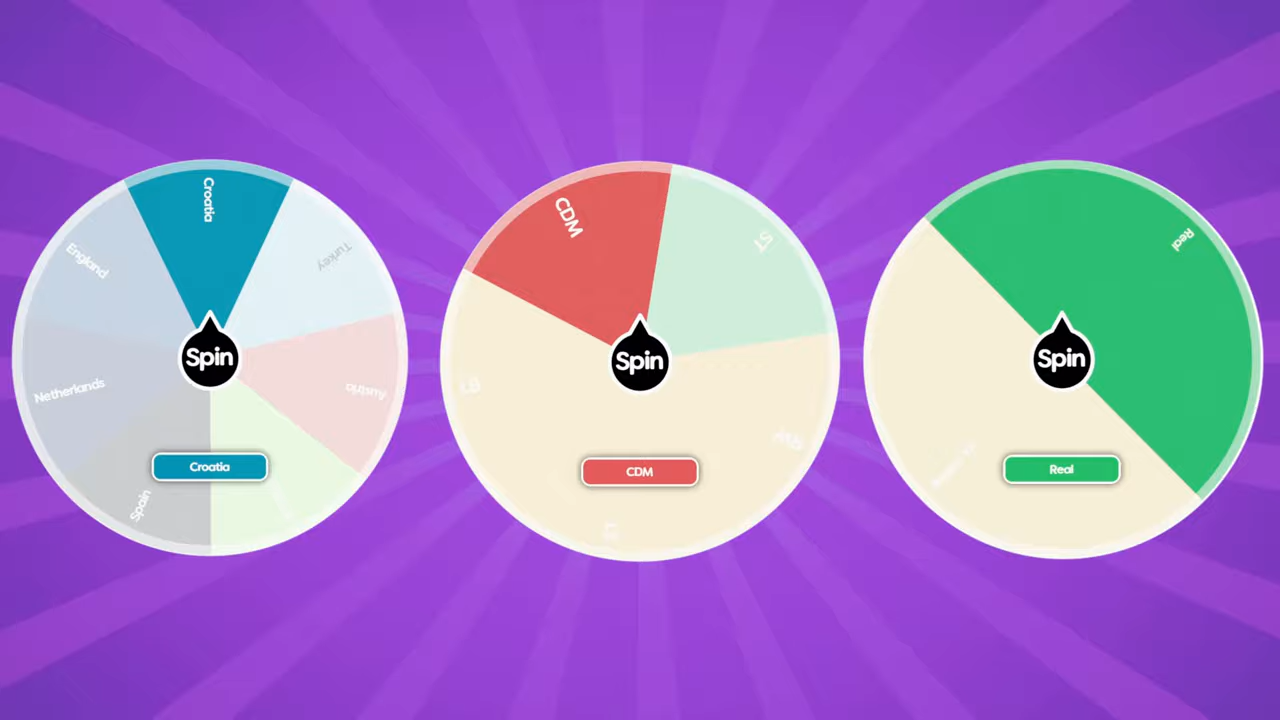 Croatia
Turkey
Austria
Spain
Netherlands
England
Spin
Croatia
CDM
ST
LB
Spin
CDM
Real
Spin
Real